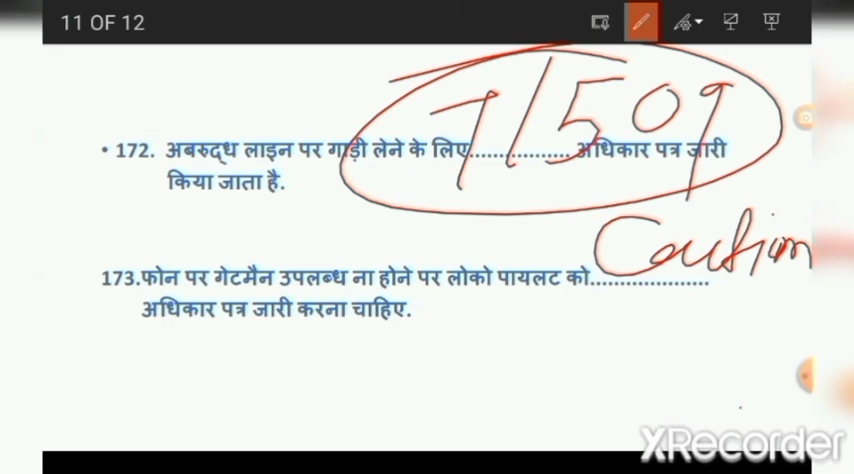 11 OF 12
T/509
• 172. अबरुद्ध लाइन पर गाड़ी लेने के लिए................. अधिकार पत्र जारी
किया जाता है.
Caution
173.फोन पर गेटमैन उपलब्ध ना होने पर लोको पायलट को....................
अधिकार पत्र जारी करना चाहिए.
XRecorder